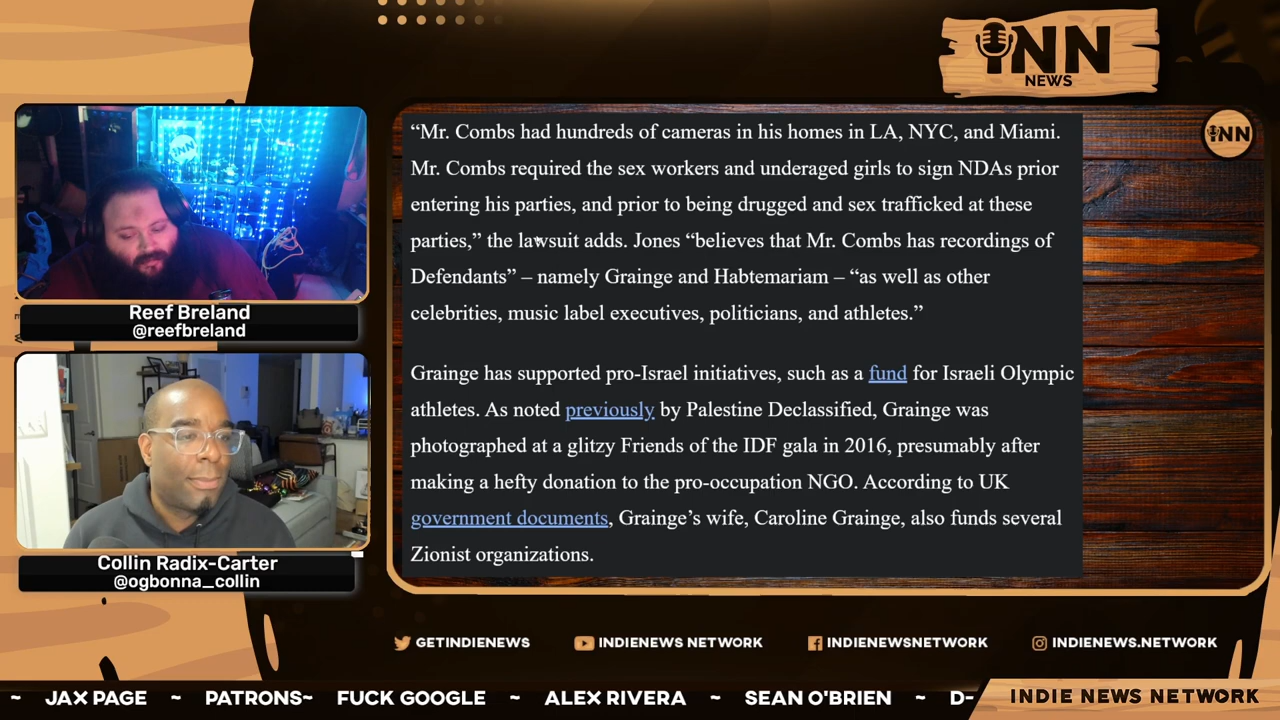 iNN
NEWS
iNN
“Mr. Combs had hundreds of cameras in his homes in LA, NYC, and Miami.
Mr. Combs required the sex workers and underaged girls to sign NDAs prior
entering his parties, and prior to being drugged and sex trafficked at these
parties,” the lawsuit adds. Jones “believes that Mr. Combs has recordings of
Defendants” – namely Grainge and Habtemariam – “as well as other
celebrities, music label executives, politicians, and athletes.”
Grainge has supported pro-Israel initiatives, such as a fund for Israeli Olympic
athletes. As noted previously by Palestine Declassified, Grainge was
photographed at a glitzy Friends of the IDF gala in 2016, presumably after
making a hefty donation to the pro-occupation NGO. According to UK
government documents, Grainge’s wife, Caroline Grainge, also funds several
Zionist organizations.
Reef Breland
@reefbreland
Collin Radix-Carter
@ogbonna_collin
GETINDIENEWS
INDIENEWS NETWORK
INDIENEWSNETWORK
INDIENEWS.NETWORK
~ JAX PAGE ~ PATRONS~ FUCK GOOGLE ~ ALEX RIVERA ~ SEAN O'BRIEN ~ D-
INDIE NEWS NETWORK